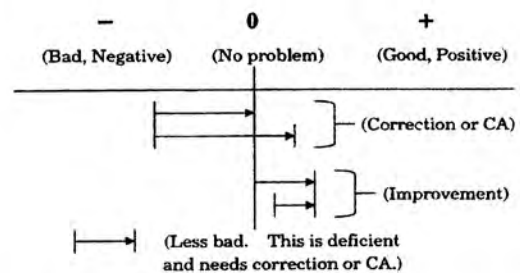 − 0 +
(Bad, Negative) (No problem) (Good, Positive)
(Correction or CA)
(Improvement)
(Less bad. This is deficient
and needs correction or CA.)